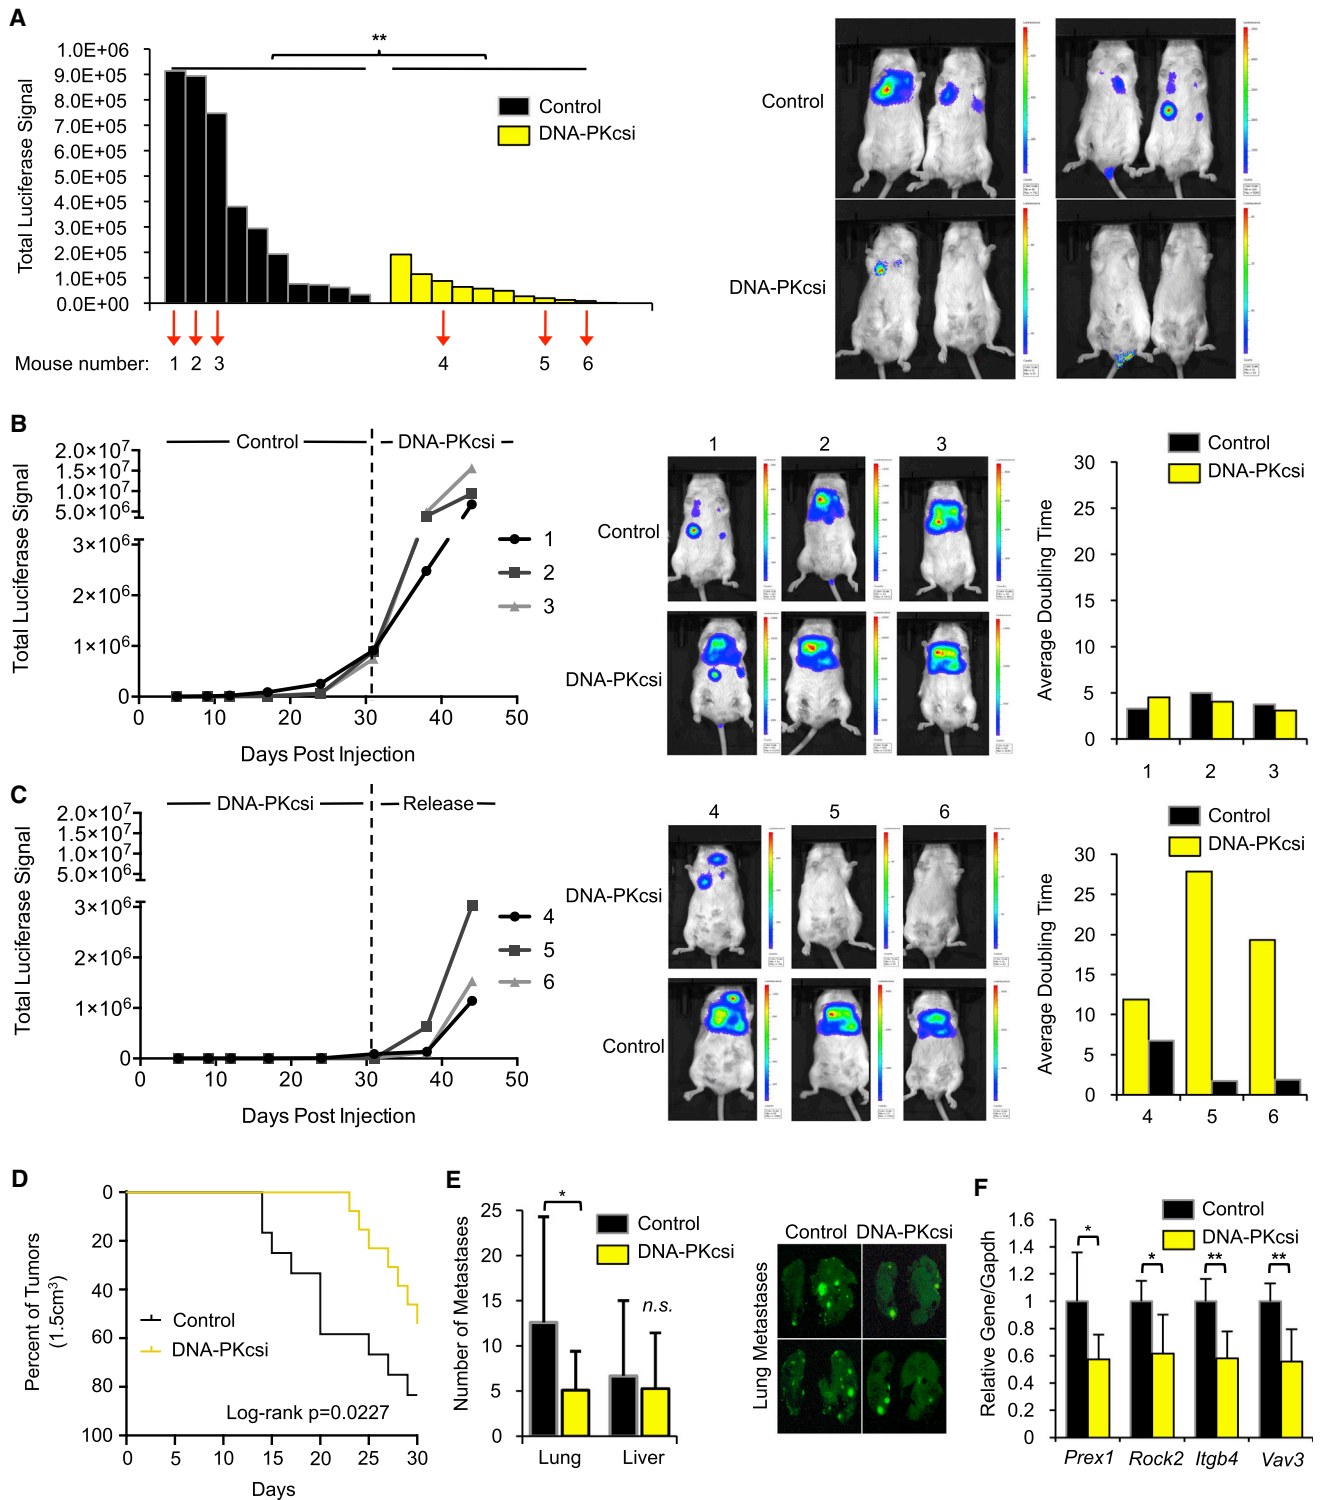 A
Total Luciferase Signal
1.0E+06
9.0E+05
8.0E+05
7.0E+05
6.0E+05
5.0E+05
4.0E+05
3.0E+05
2.0E+05
1.0E+05
0.0E+00
**
Control
DNA-PKcsi
Mouse number: 1 2 3 4 5 6
Control
DNA-PKcsi
B
Total Luciferase Signal
Control
DNA-PKcsi
2.0×10⁷
1.5×10⁷
1.0×10⁷
5.0×10⁶
3×10⁶
2×10⁶
1×10⁶
0
0 10 20 30 40 50
Days Post Injection
1
2
3
1 2 3
Control
DNA-PKcsi
Control
DNA-PKcsi
Average Doubling Time
30
25
20
15
10
5
0
1 2 3
C
Total Luciferase Signal
DNA-PKcsi
Release
2.0×10⁷
1.5×10⁷
1.0×10⁷
5.0×10⁶
3×10⁶
2×10⁶
1×10⁶
0
0 10 20 30 40 50
Days Post Injection
4
5
6
4 5 6
DNA-PKcsi
Control
Control
DNA-PKcsi
Average Doubling Time
30
25
20
15
10
5
0
4 5 6
D
Percent of Tumors
(1.5cm³)
0
20
40
60
80
100
Control
DNA-PKcsi
Log-rank p=0.0227
0 5 10 15 20 25 30
Days
E
Number of Metastases
25
20
15
10
5
0
*
Control
DNA-PKcsi
n.s.
Lung Liver
Control DNA-PKcsi
Lung Metastases
F
Relative Gene/Gapdh
1.6
1.4
1.2
1
0.8
0.6
0.4
0.2
0
Control
DNA-PKcsi
* * ** **
Prex1 Rock2 Itgb4 Vav3